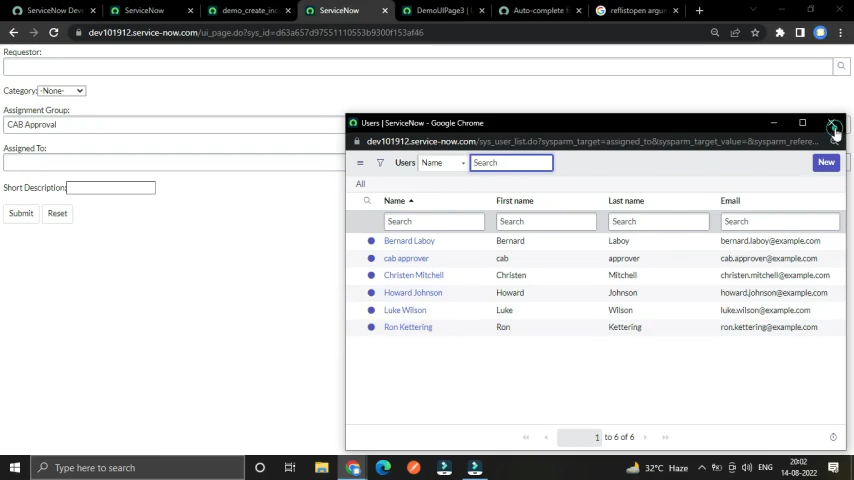 ServiceNow Dev
ServiceNow
demo_create_in
ServiceNow
DemoUIPage3 | U
Auto-complete f
reflistopen argu
dev101912.service-now.com/ui_page.do?sys_id=d63a657d97551110553b9300f153af46
Requestor:
Category: -None-
Assignment Group:
CAB Approval
Assigned To:
Short Description:
Submit Reset
Users | ServiceNow - Google Chrome
dev101912.service-now.com/sys_user_list.do?sysparm_target=assigned_to&sysparm_target_value=&sysparm_refere...
Users Name Search New
All
Name First name Last name Email
Search Search Search Search
Bernard Laboy Bernard Laboy bernard.laboy@example.com
cab approver cab approver cab.approver@example.com
Christen Mitchell Christen Mitchell christen.mitchell@example.com
Howard Johnson Howard Johnson howard.johnson@example.com
Luke Wilson Luke Wilson luke.wilson@example.com
Ron Kettering Ron Kettering ron.kettering@example.com
1 to 6 of 6
Type here to search
32°C Haze
ENG
20:02
14-08-2022